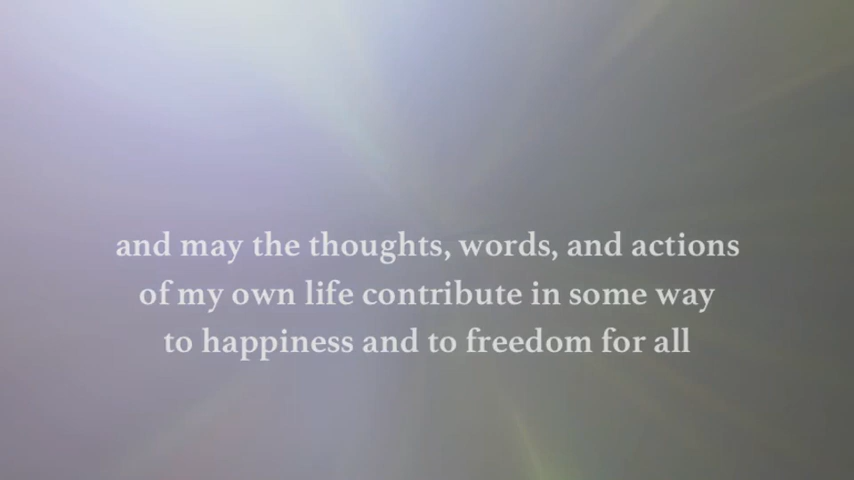 and may the thoughts, words, and actions
of my own life contribute in some way
to happiness and to freedom for all